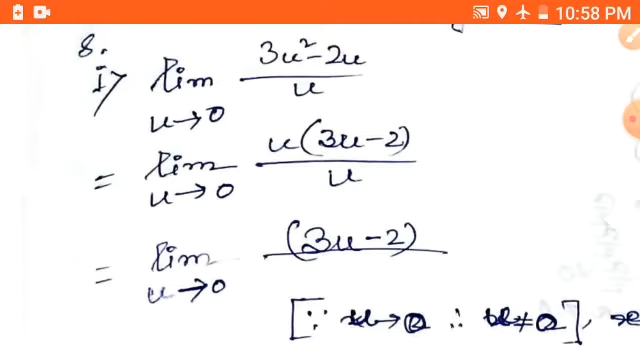 10:58 PM
8.
i) lim u→0 (3u²-2u)/u
= lim u→0 u(3u-2)/u
= lim u→0 (3u-2)
[∵ u→0 ∴ u≠0],